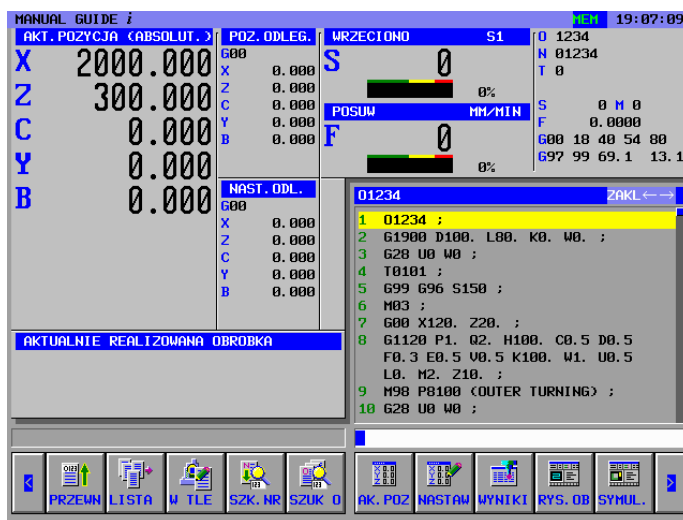 MANUAL GUIDE i MEM 19:07:09
AKT.POZYCJA (ABSOLUT.)
X 2000.000
Z 300.000
C 0.000
Y 0.000
B 0.000
POZ.ODLEG.
G00
X 0.000
Z 0.000
C 0.000
Y 0.000
B 0.000
NAST.ODL.
G00
X 0.000
Z 0.000
C 0.000
Y 0.000
B 0.000
WRZECIONO S1
S 0
0%
POSUW MM/MIN
F 0
0%
O 1234
N 01234
T 0
S 0 M 0
F 0.0000
G00 18 40 54 80
G97 99 69.1 13.1
AKTUALNIE REALIZOWANA OBROBKA
O1234 ZAKL←→
1 O1234 ;
2 G1900 D100. L80. K0. W0. ;
3 G28 U0 W0 ;
4 T0101 ;
5 G99 G96 S150 ;
6 M03 ;
7 G00 X120. Z20. ;
8 G1120 P1. Q2. H100. C0.5 D0.5
F0.3 E0.5 V0.5 K100. W1. U0.5
L0. M2. Z10. ;
9 M98 P8100 (OUTER TURNING) ;
10 G28 U0 W0 ;
< PRZEWN LISTA W TLE SZK.NR SZUK O AK.POZ NASTAW WYNIKI RYS.OB SYMUL. >